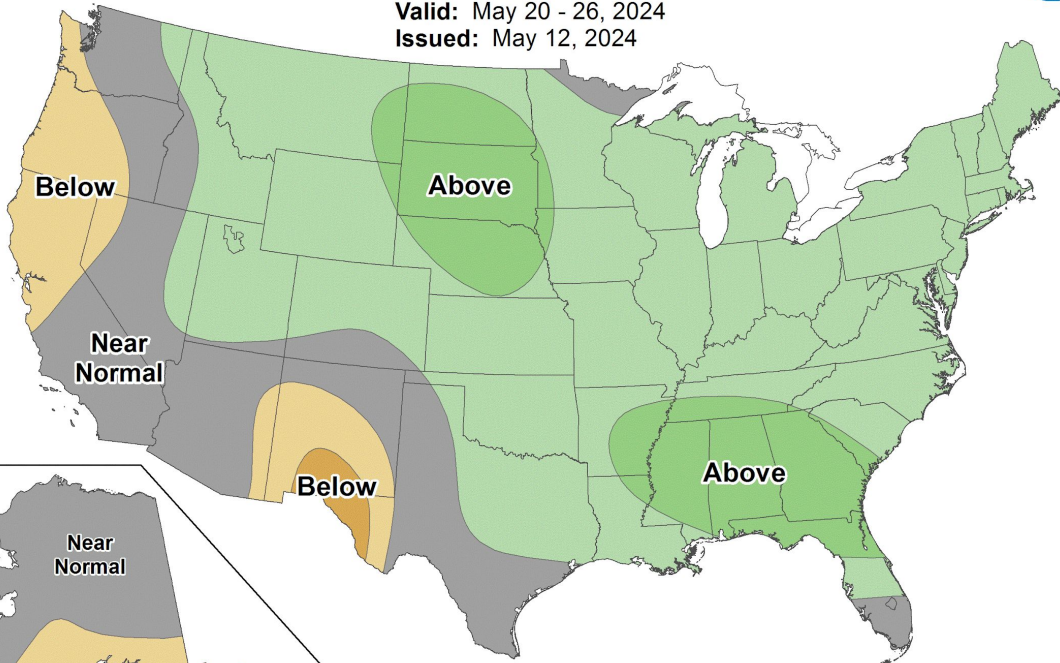 Valid: May 20 - 26, 2024
Issued: May 12, 2024
Below
Above
Near
Normal
Above
Below
Near
Normal